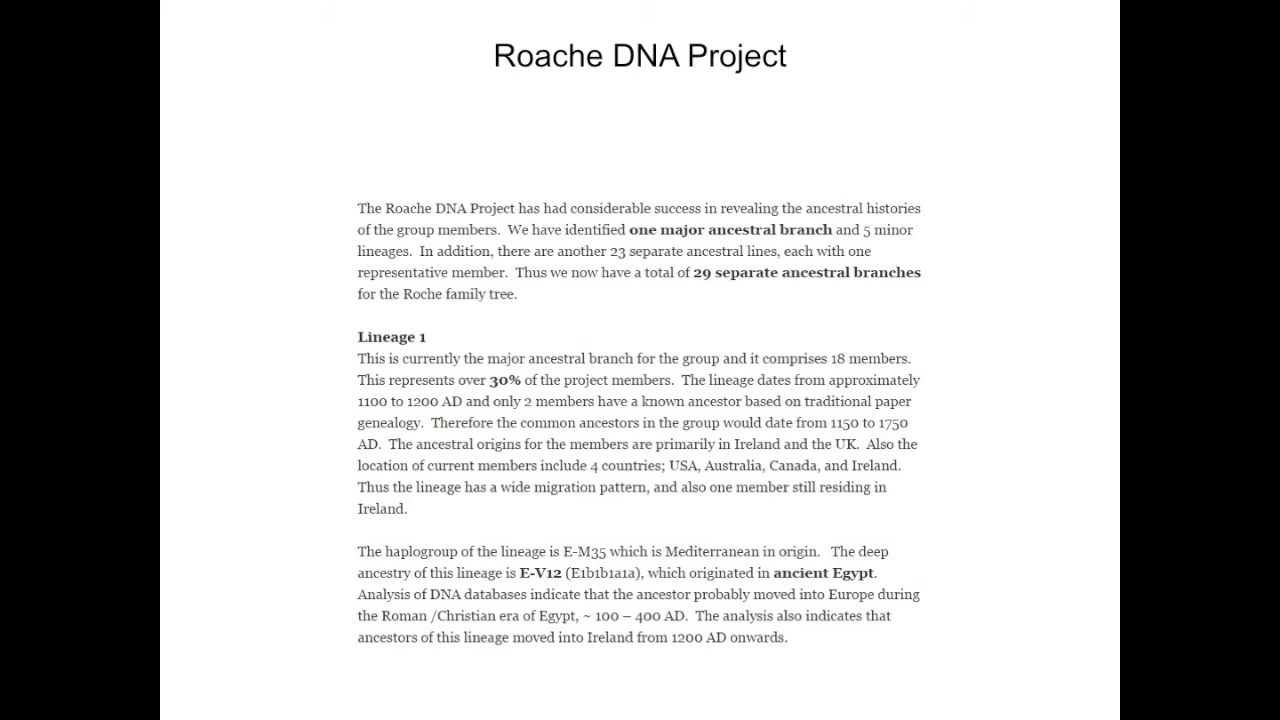 Roache DNA Project
The Roache DNA Project has had considerable success in revealing the ancestral histories
of the group members. We have identified one major ancestral branch and 5 minor
lineages. In addition, there are another 23 separate ancestral lines, each with one
representative member. Thus we now have a total of 29 separate ancestral branches
for the Roche family tree.
Lineage 1
This is currently the major ancestral branch for the group and it comprises 18 members.
This represents over 30% of the project members. The lineage dates from approximately
1100 to 1200 AD and only 2 members have a known ancestor based on traditional paper
genealogy. Therefore the common ancestors in the group would date from 1150 to 1750
AD. The ancestral origins for the members are primarily in Ireland and the UK. Also the
location of current members include 4 countries; USA, Australia, Canada, and Ireland.
Thus the lineage has a wide migration pattern, and also one member still residing in
Ireland.
The haplogroup of the lineage is E-M35 which is Mediterranean in origin. The deep
ancestry of this lineage is E-V12 (E1b1b1a1a), which originated in ancient Egypt.
Analysis of DNA databases indicate that the ancestor probably moved into Europe during
the Roman /Christian era of Egypt, ~ 100 – 400 AD. The analysis also indicates that
ancestors of this lineage moved into Ireland from 1200 AD onwards.